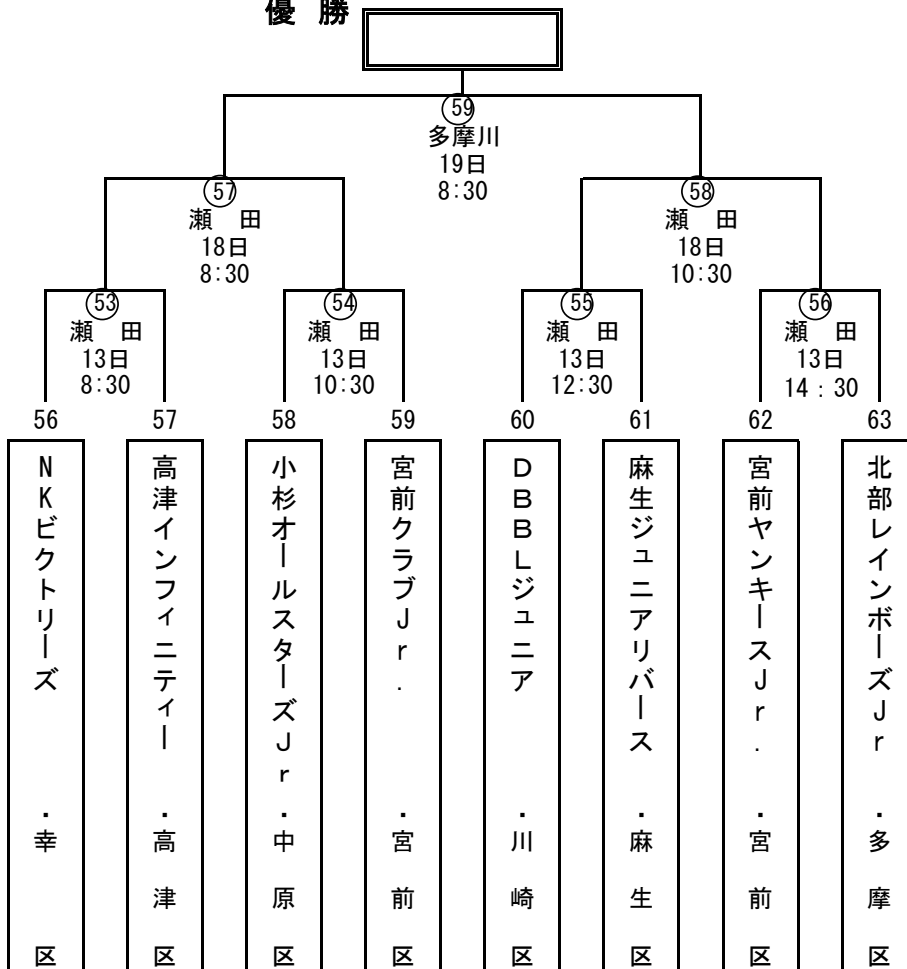 優 勝
59
多摩川
19日
8:30
57
瀬 田
18日
8:30
58
瀬 田
18日
10:30
53
瀬 田
13日
8:30
54
瀬 田
13日
10:30
55
瀬 田
13日
12:30
56
瀬 田
13日
14：30
56 57 58 59 60 61 62 63
NKビクトリーズ ・幸 区
高津インフィニティー ・高 津 区
小杉オールスターズJr ・中 原 区
宮前クラブJr. ・宮 前 区
DBBLジュニア ・川 崎 区
麻生ジュニアリバース ・麻 生 区
宮前ヤンキースJr. ・宮 前 区
北部レインボーズJr ・多 摩 区